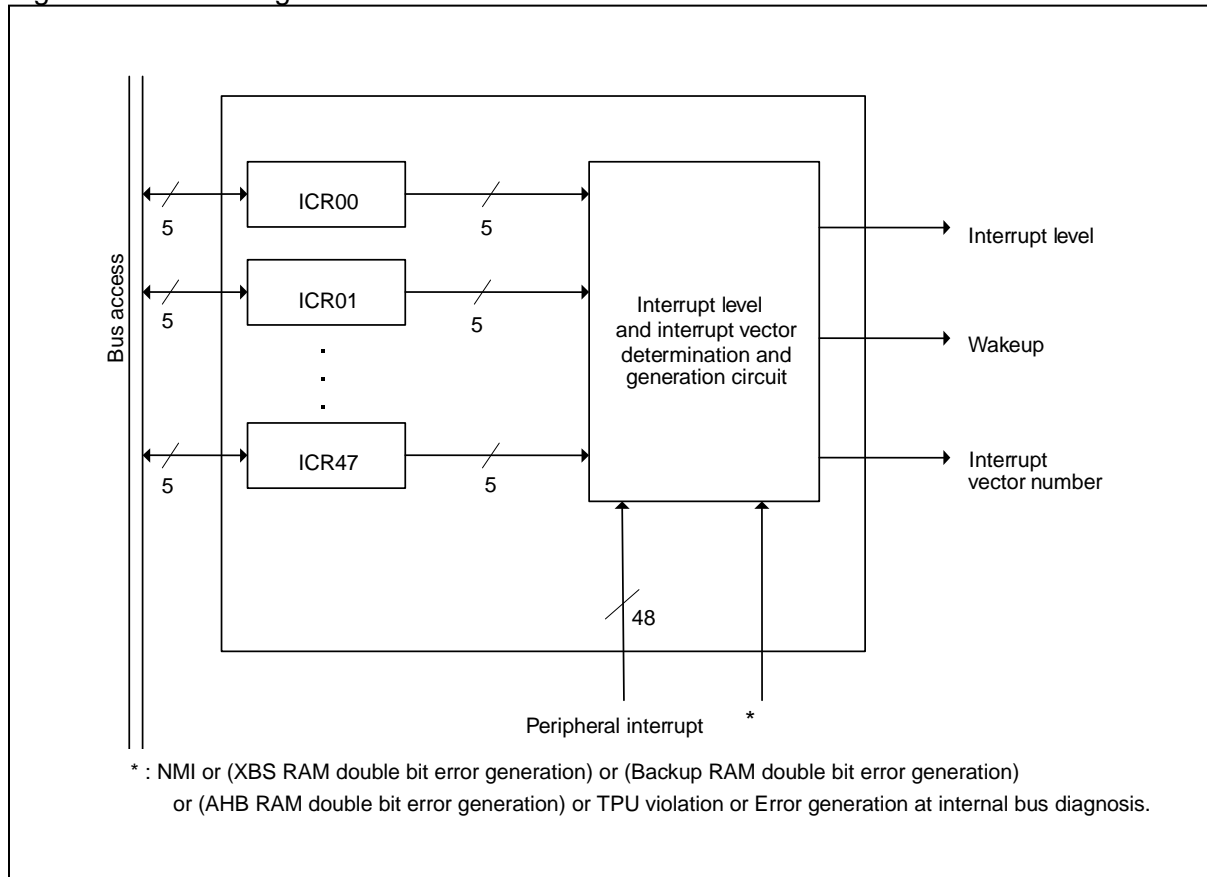 Bus access
5
ICR00
5
5
ICR01
5
.
.
.
5
ICR47
5
Interrupt level
and interrupt vector
determination and
generation circuit
Interrupt level
Wakeup
Interrupt
vector number
48
Peripheral interrupt
*
* : NMI or (XBS RAM double bit error generation) or (Backup RAM double bit error generation)
or (AHB RAM double bit error generation) or TPU violation or Error generation at internal bus diagnosis.